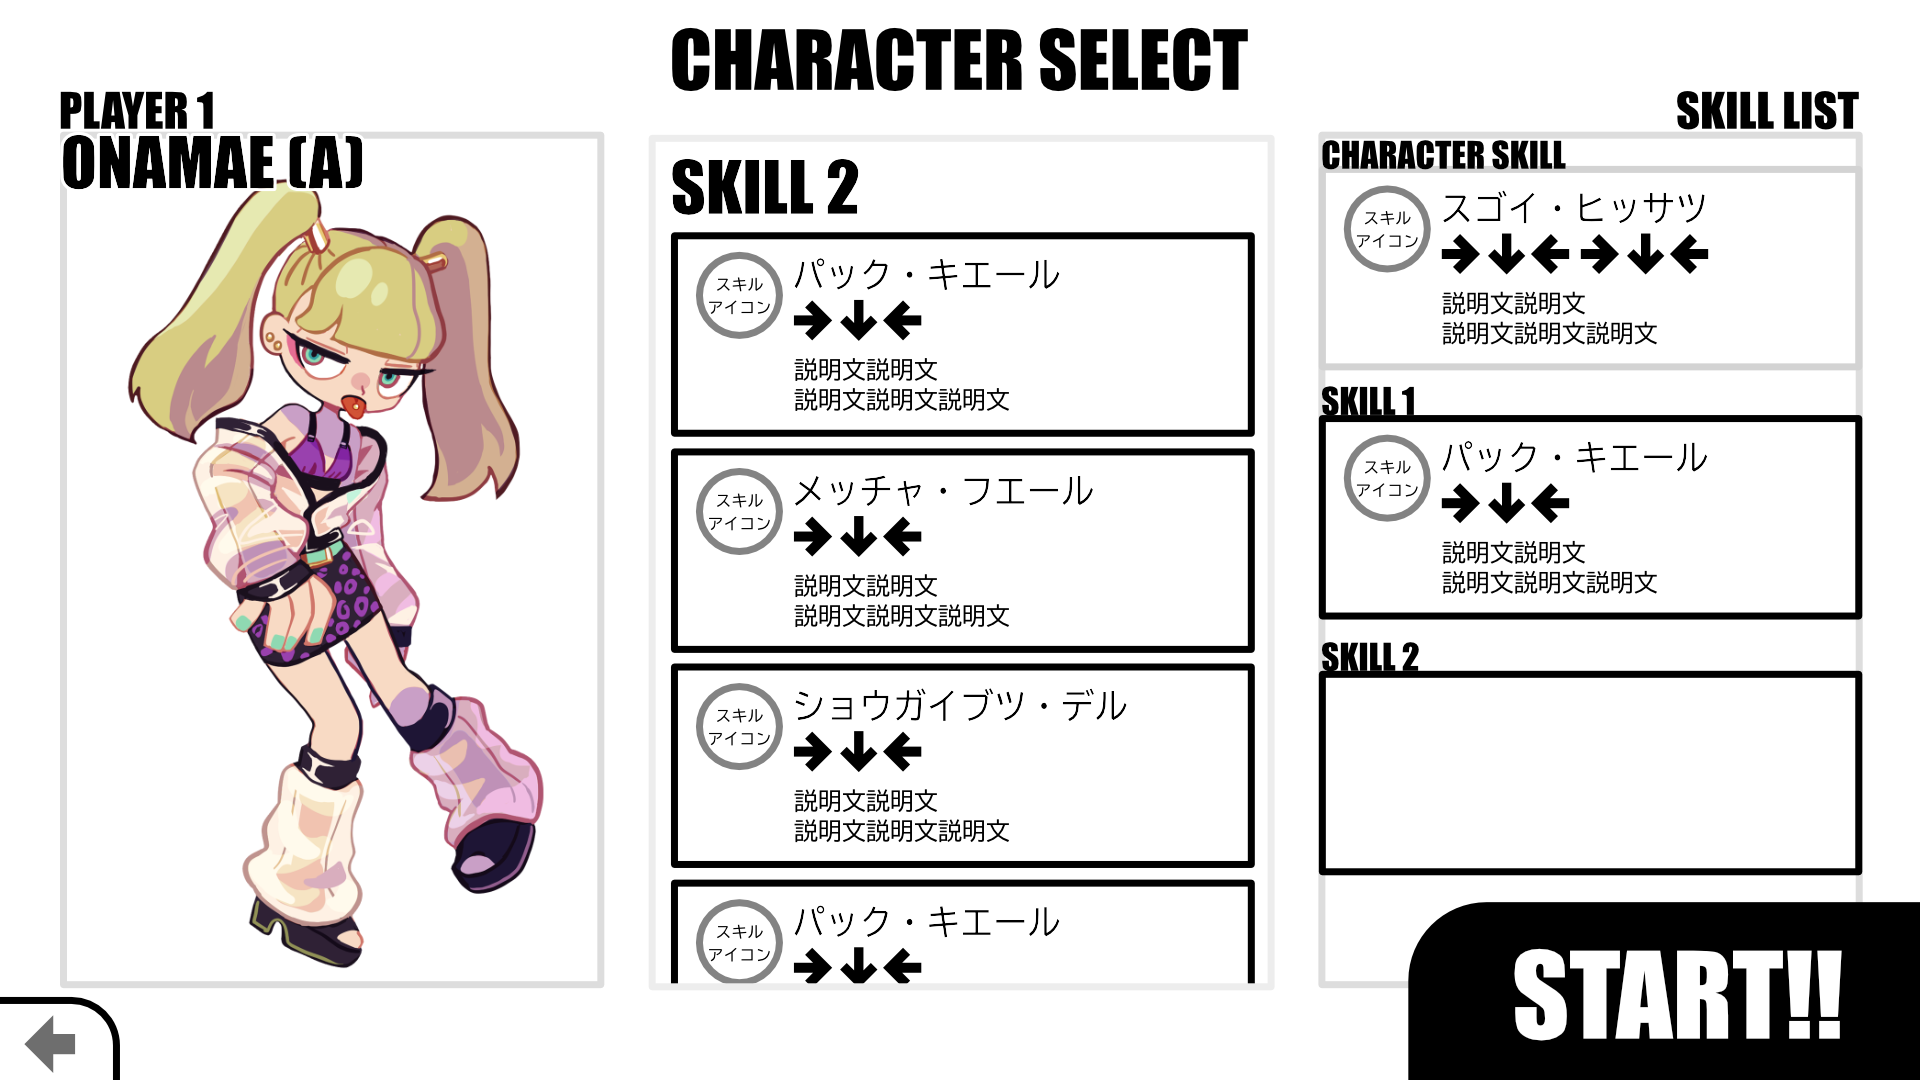 CHARACTER SELECT
PLAYER 1
ONAMAE (A)
SKILL 2
スキル
アイコン
パック・キエール
→↓←
説明文説明文
説明文説明文説明文
スキル
アイコン
メッチャ・フエール
→↓←
説明文説明文
説明文説明文説明文
スキル
アイコン
ショウガイブツ・デル
→↓←
説明文説明文
説明文説明文説明文
スキル
アイコン
パック・キエール
→↓←
SKILL LIST
CHARACTER SKILL
スキル
アイコン
スゴイ・ヒッサツ
→↓←→↓←
説明文説明文
説明文説明文説明文
SKILL 1
スキル
アイコン
パック・キエール
→↓←
説明文説明文
説明文説明文説明文
SKILL 2
START!!